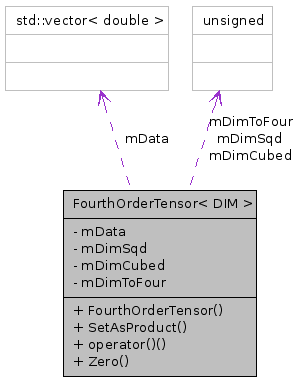 std::vector< double >
unsigned
mData
mDimToFour
mDimSqd
mDimCubed
FourthOrderTensor< DIM >
- mData
- mDimSqd
- mDimCubed
- mDimToFour
+ FourthOrderTensor()
+ SetAsProduct()
+ operator()()
+ Zero()